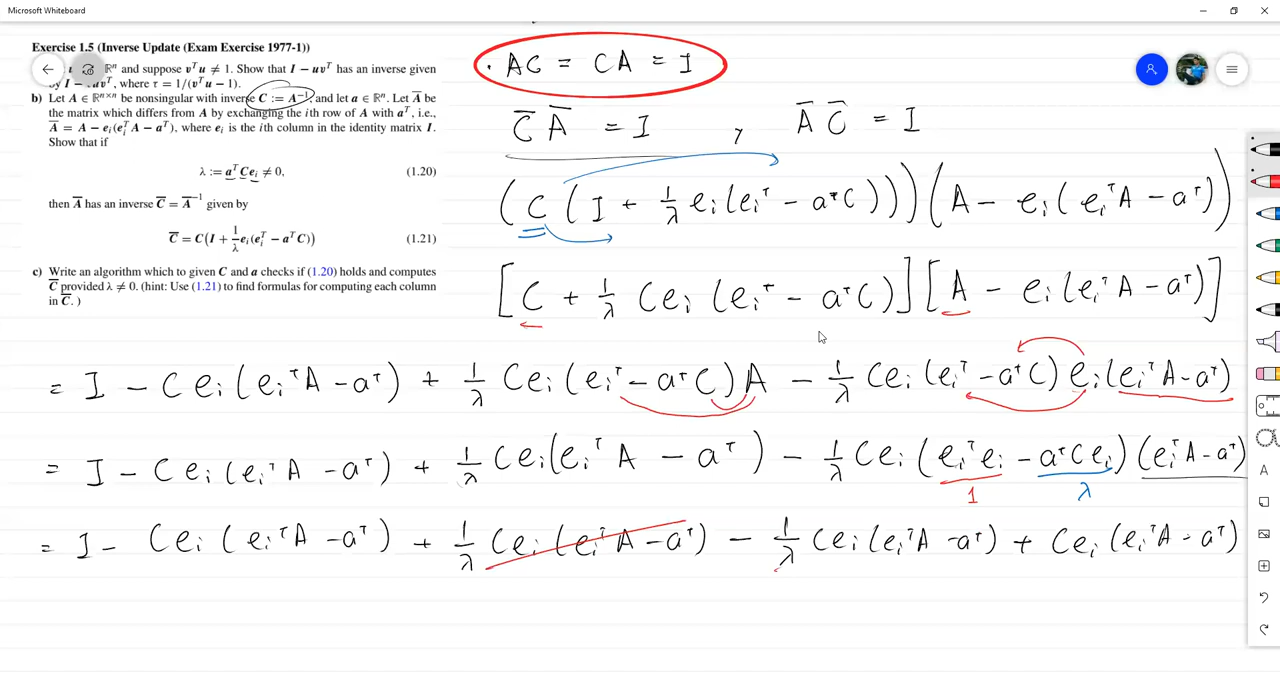 Microsoft Whiteboard
Exercise 1.5 (Inverse Update (Exam Exercise 1977-1))
ℝⁿ and suppose vᵀu ≠ 1. Show that I − uvᵀ has an inverse given
, where τ = 1/(vᵀu − 1).
b) Let A ∈ ℝⁿˣⁿ be nonsingular with inverse C := A⁻¹, and let a ∈ ℝⁿ. Let A̅ be
the matrix which differs from A by exchanging the ith row of A with aᵀ, i.e.,
A̅ = A − eᵢ(eᵢᵀA − aᵀ), where eᵢ is the ith column in the identity matrix I.
Show that if
λ := aᵀCeᵢ ≠ 0, (1.20)
then A̅ has an inverse C̅ = A̅⁻¹ given by
C̅ = C(I + 1/λ eᵢ(eᵢᵀ − aᵀC)) (1.21)
c) Write an algorithm which to given C and a checks if (1.20) holds and computes
C̅ provided λ ≠ 0. (hint: Use (1.21) to find formulas for computing each column
in C̅. )
· AC = CA = I
C̅ A̅ = I , A̅ C̅ = I
(C (I + 1/λ eᵢ(eᵢᵀ − aᵀC)))(A − eᵢ(eᵢᵀA − aᵀ))
[C + 1/λ Ceᵢ (eᵢᵀ − aᵀC)][A − eᵢ(eᵢᵀA − aᵀ)]
= I − Ceᵢ(eᵢᵀA − aᵀ) + 1/λ Ceᵢ(eᵢᵀ − aᵀC)A − 1/λ Ceᵢ(eᵢᵀ − aᵀC)eᵢ(eᵢᵀA − aᵀ)
= I − Ceᵢ(eᵢᵀA − aᵀ) + 1/λ Ceᵢ(eᵢᵀA − aᵀ) − 1/λ Ceᵢ(eᵢᵀeᵢ − aᵀCeᵢ)(eᵢᵀA − aᵀ)
1 λ
= I − Ceᵢ(eᵢᵀA − aᵀ) + 1/λ Ceᵢ(eᵢᵀA − aᵀ) − 1/λ Ceᵢ(eᵢᵀA − aᵀ) + Ceᵢ(eᵢᵀA − aᵀ)